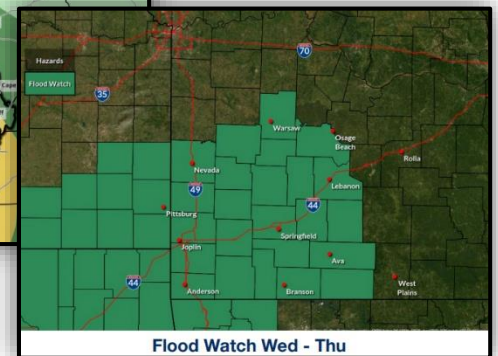 Hazards
Flood Watch
70
35
Warsaw
Osage
Beach
Rolla
Nevada
49
Lebanon
Pittsburg
44
Springfield
Joplin
Ava
44
Anderson
Branson
West
Plains
Cape
Flood Watch Wed - Thu